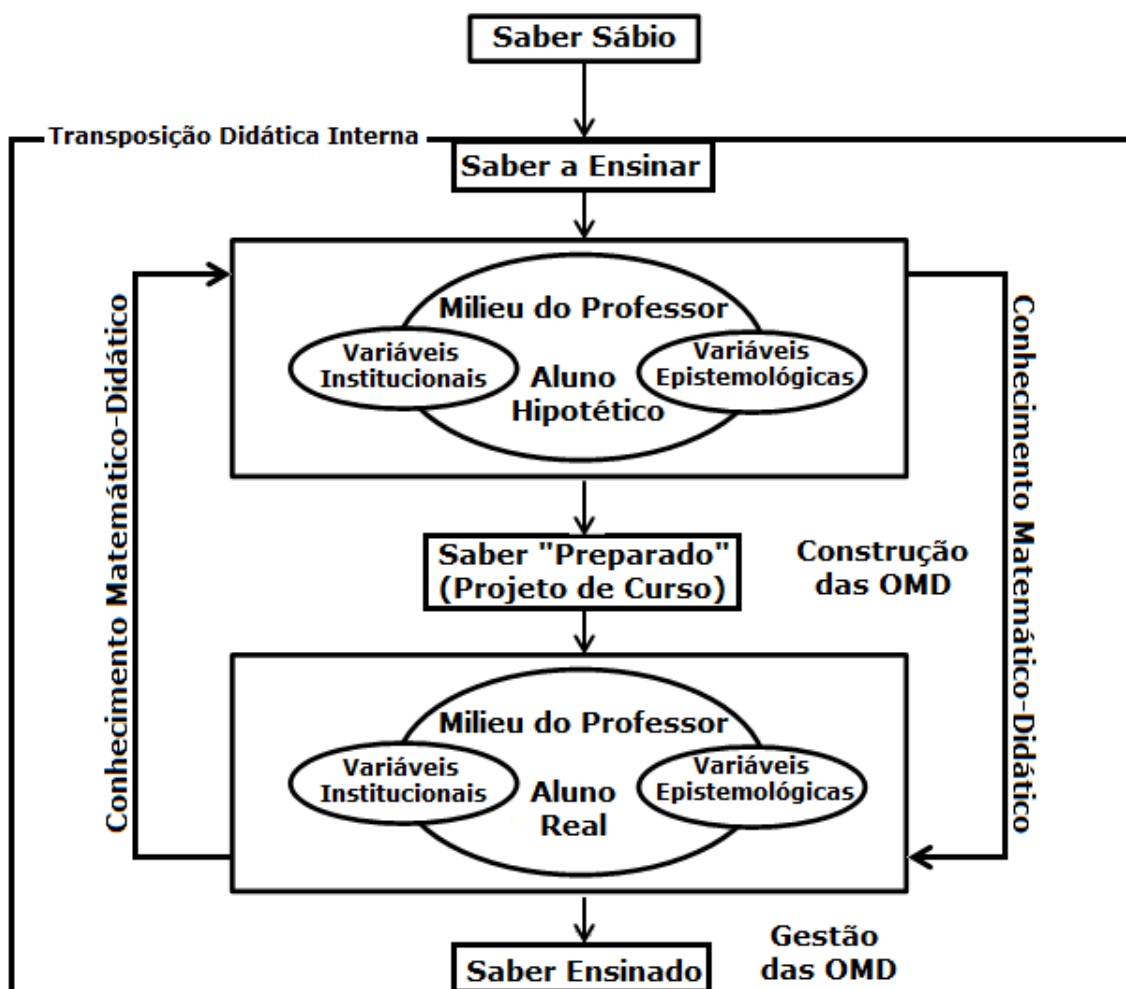 Saber Sábio
Transposição Didática Interna
Saber a Ensinar
Milieu do Professor
Variáveis
Institucionais
Variáveis
Epistemológicas
Aluno
Hipotético
Conhecimento Matemático-Didático
Conhecimento Matemático-Didático
Saber "Preparado"
(Projeto de Curso)
Construção
das OMD
Milieu do Professor
Variáveis
Institucionais
Variáveis
Epistemológicas
Aluno
Real
Saber Ensinado
Gestão
das OMD